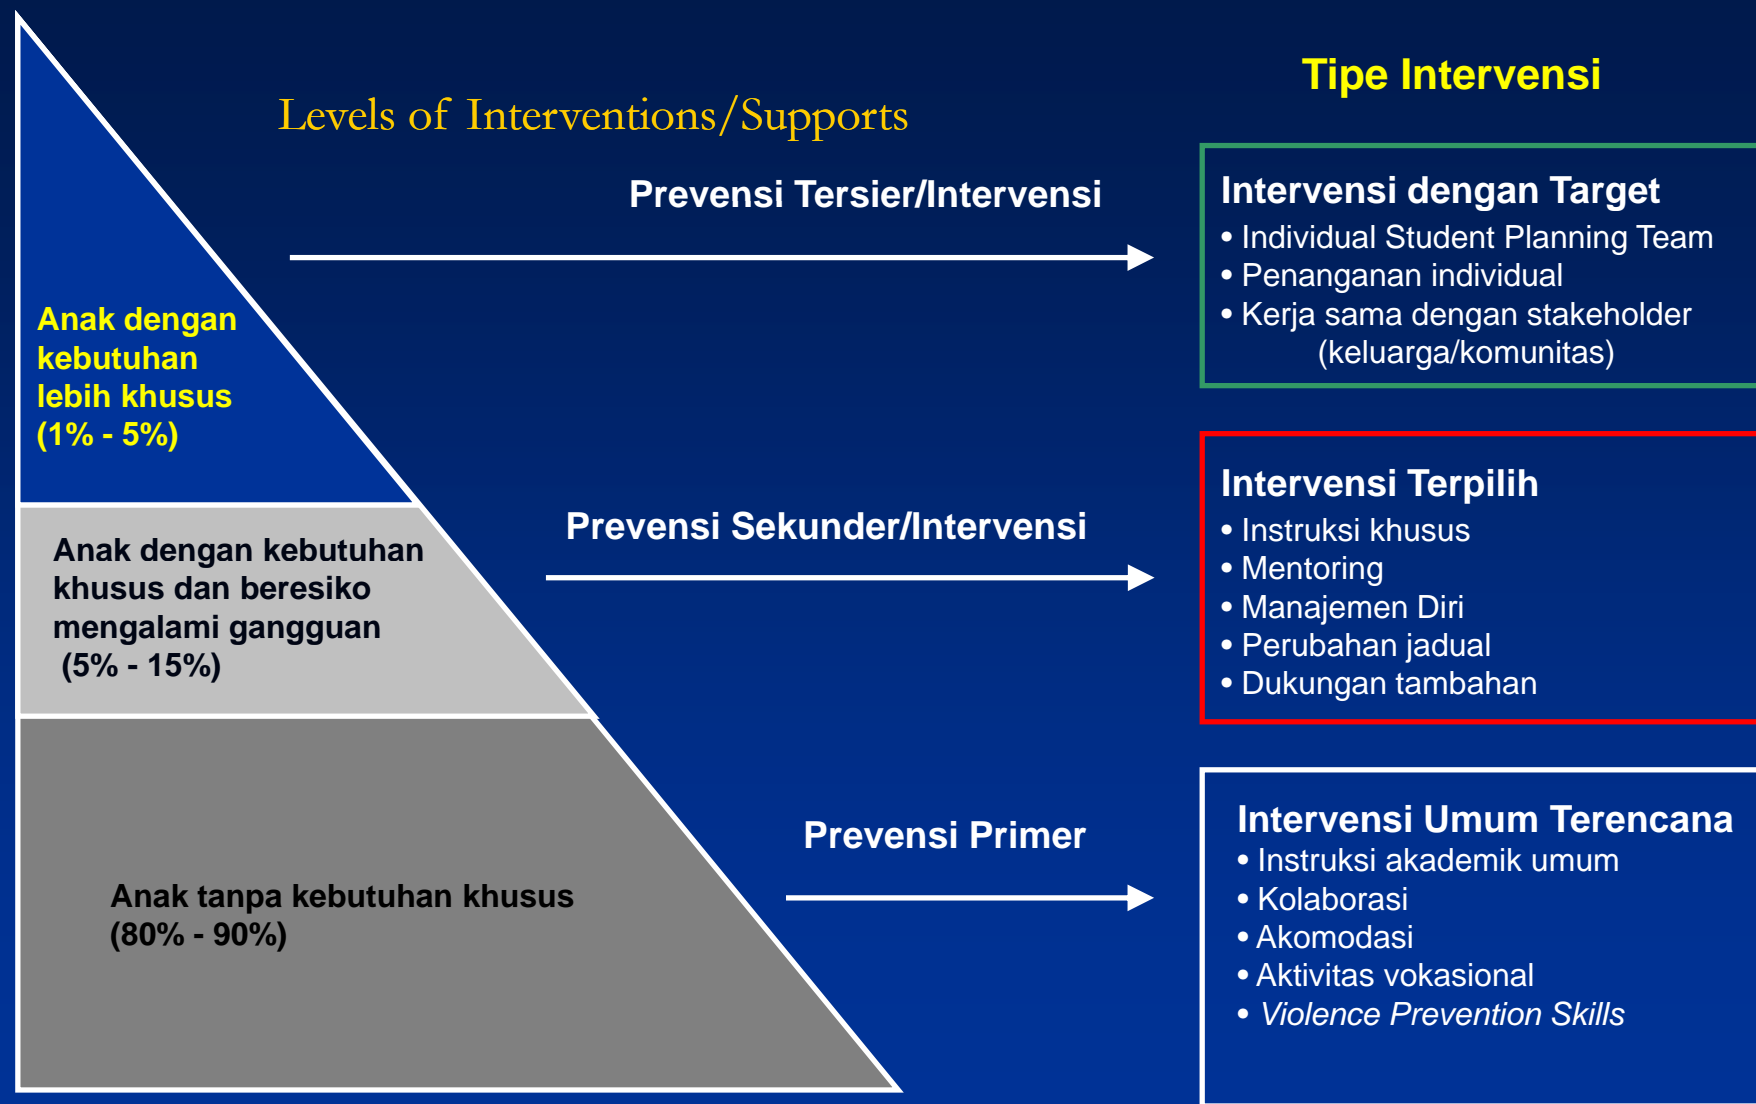 Tipe Intervensi
Levels of Interventions/Supports
Prevensi Tersier/Intervensi
Intervensi dengan Target
• Individual Student Planning Team
• Penanganan individual
• Kerja sama dengan stakeholder
(keluarga/komunitas)
Anak dengan
kebutuhan
lebih khusus
(1% - 5%)
Prevensi Sekunder/Intervensi
Intervensi Terpilih
• Instruksi khusus
• Mentoring
• Manajemen Diri
• Perubahan jadual
• Dukungan tambahan
Anak dengan kebutuhan
khusus dan beresiko
mengalami gangguan
(5% - 15%)
Prevensi Primer
Intervensi Umum Terencana
• Instruksi akademik umum
• Kolaborasi
• Akomodasi
• Aktivitas vokasional
• Violence Prevention Skills
Anak tanpa kebutuhan khusus
(80% - 90%)